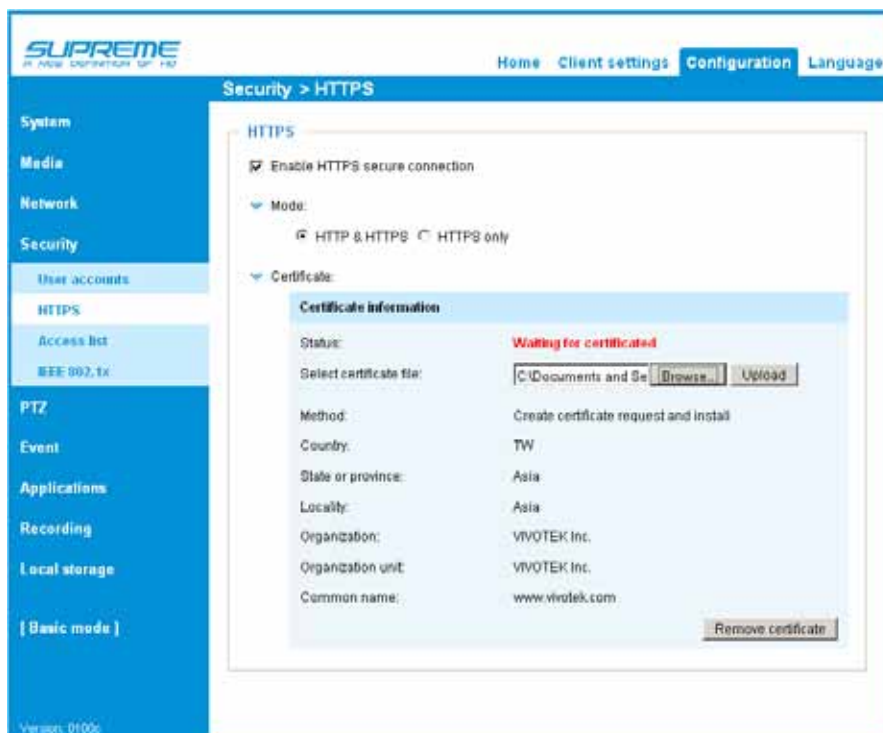 SUPREME
A NEW DEFINITION OF HD
Home Client settings Configuration Language
Security > HTTPS
System
Media
Network
Security
User accounts
HTTPS
Access list
IEEE 802.1x
PTZ
Event
Applications
Recording
Local storage
[ Basic mode ]
Version: 0100c
HTTPS
Enable HTTPS secure connection
Mode:
HTTP & HTTPS HTTPS only
Certificate:
Certificate information
Status: Waiting for certificated
Select certificate file: C:\Documents and Se Browse... Upload
Method: Create certificate request and install
Country: TW
State or province: Asia
Locality: Asia
Organization: VIVOTEK Inc.
Organization unit: VIVOTEK Inc.
Common name: www.vivotek.com
Remove certificate